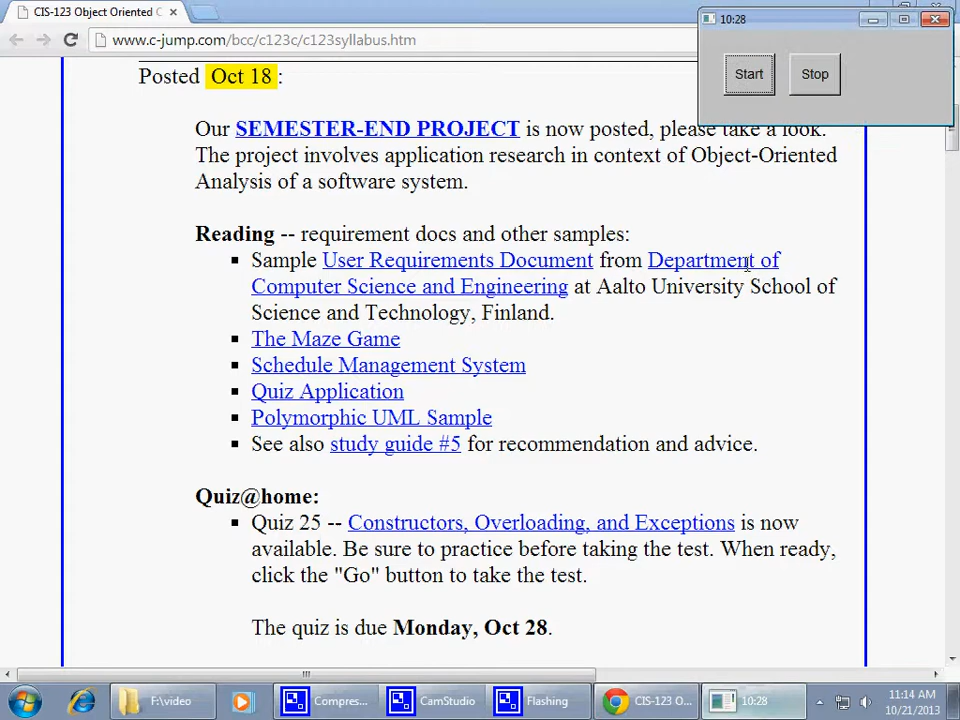 CIS-123 Object Oriented C
10:28
www.c-jump.com/bcc/c123c/c123syllabus.htm
Start Stop
Posted Oct 18 :
Our SEMESTER-END PROJECT is now posted, please take a look.
The project involves application research in context of Object-Oriented
Analysis of a software system.
Reading -- requirement docs and other samples:
Sample User Requirements Document from Department of
Computer Science and Engineering at Aalto University School of
Science and Technology, Finland.
The Maze Game
Schedule Management System
Quiz Application
Polymorphic UML Sample
See also study guide #5 for recommendation and advice.
Quiz@home:
Quiz 25 -- Constructors, Overloading, and Exceptions is now
available. Be sure to practice before taking the test. When ready,
click the "Go" button to take the test.
The quiz is due Monday, Oct 28.
F:\video Compres... CamStudio Flashing CIS-123 O... 10:28 11:14 AM
10/21/2013